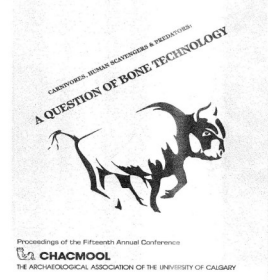 CARNIVORES, HUMAN SCAVENGERS & PREDATORS:
A QUESTION OF BONE TECHNOLOGY
Proceedings of the Fifteenth Annual Conference
CHACMOOL
THE ARCHAEOLOGICAL ASSOCIATION OF THE UNIVERSITY OF CALGARY